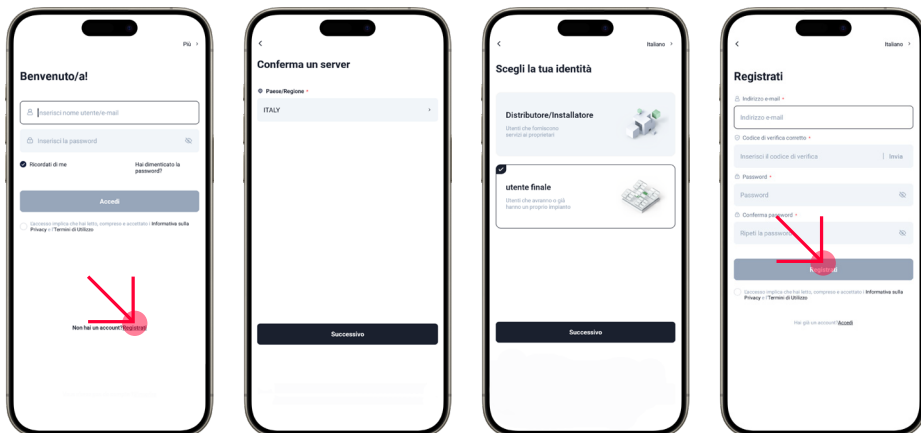 Più
Benvenuto/a!
Inserisci nome utente/e-mail
Inserisci la password
Ricordati di me
Hai dimenticato la
password?
Accedi
L'accesso implica che hai letto, compreso e accettato i Informativa sulla
Privacy e i Termini di Utilizzo
Non hai un account?Registrati
Conferma un server
Paese/Regione *
ITALY
Successivo
Italiano
Scegli la tua identità
Distributore/Installatore
Utenti che forniscono
servizi ai proprietari
utente finale
Utenti che avranno o già
hanno un proprio impianto
Successivo
Italiano
Registrati
Indirizzo e-mail *
Indirizzo e-mail
Codice di verifica corretto *
Inserisci il codice di verifica
Invia
Password *
Password
Conferma password *
Ripeti la password
Registrati
L'accesso implica che hai letto, compreso e accettato i Informativa sulla
Privacy e i Termini di Utilizzo
Hai già un account?Accedi